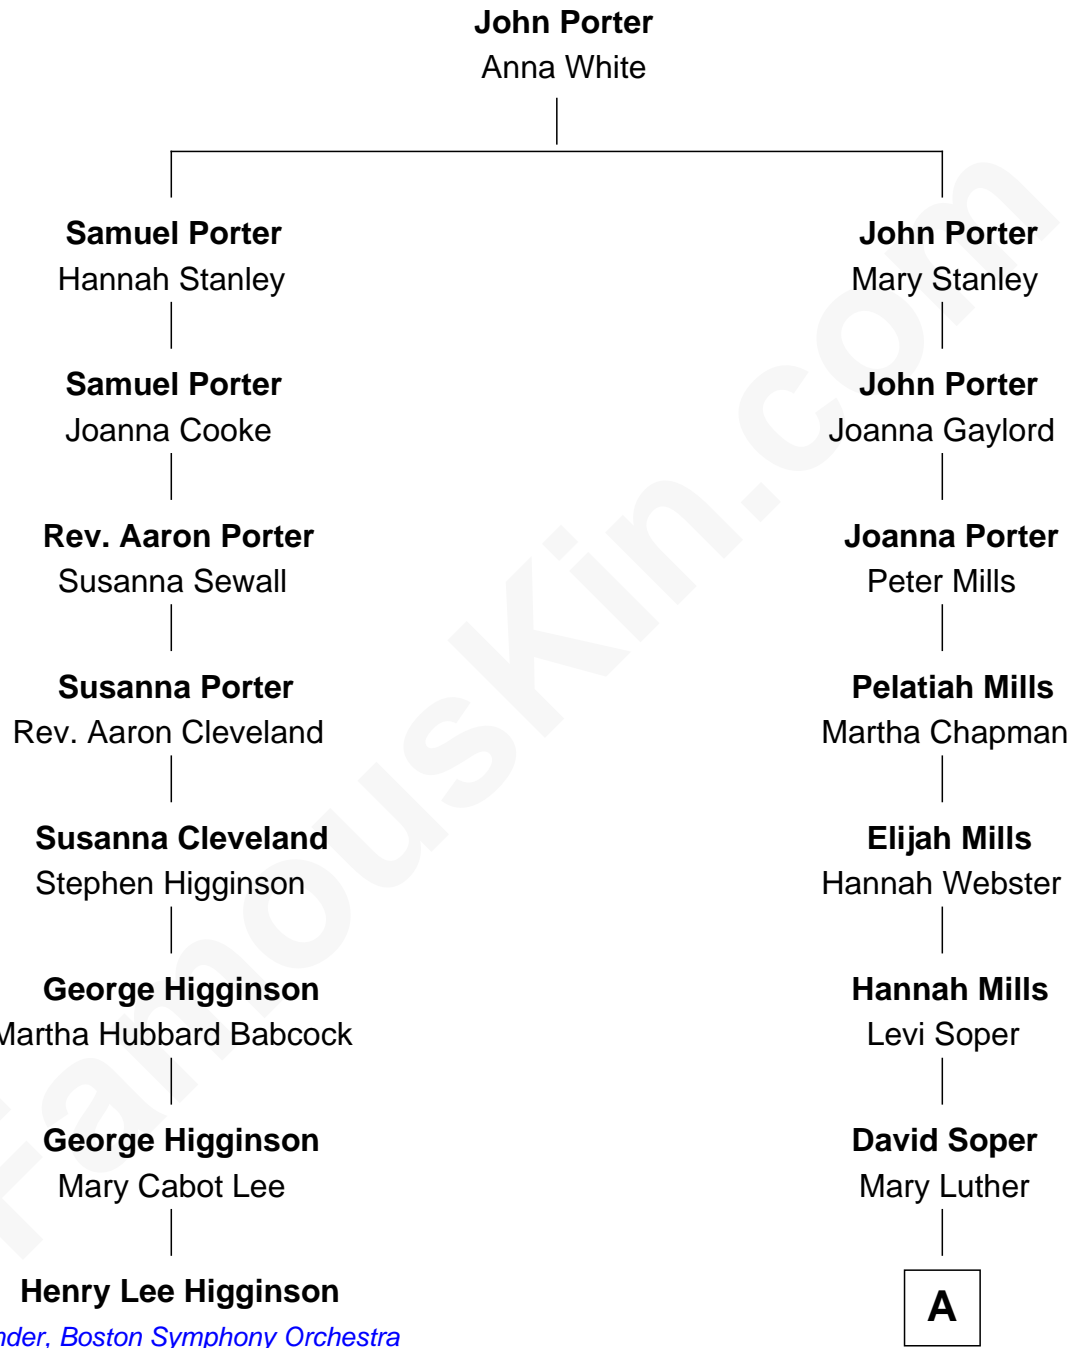 John Porter
Anna White
Samuel Porter
Hannah Stanley
John Porter
Mary Stanley
Samuel Porter
Joanna Cooke
John Porter
Joanna Gaylord
Rev. Aaron Porter
Susanna Sewall
Joanna Porter
Peter Mills
Susanna Porter
Rev. Aaron Cleveland
Pelatiah Mills
Martha Chapman
Susanna Cleveland
Stephen Higginson
Elijah Mills
Hannah Webster
George Higginson
Martha Hubbard Babcock
Hannah Mills
Levi Soper
George Higginson
Mary Cabot Lee
David Soper
Mary Luther
Henry Lee Higginson
nder, Boston Symphony Orchestra
A
FamousKin.com